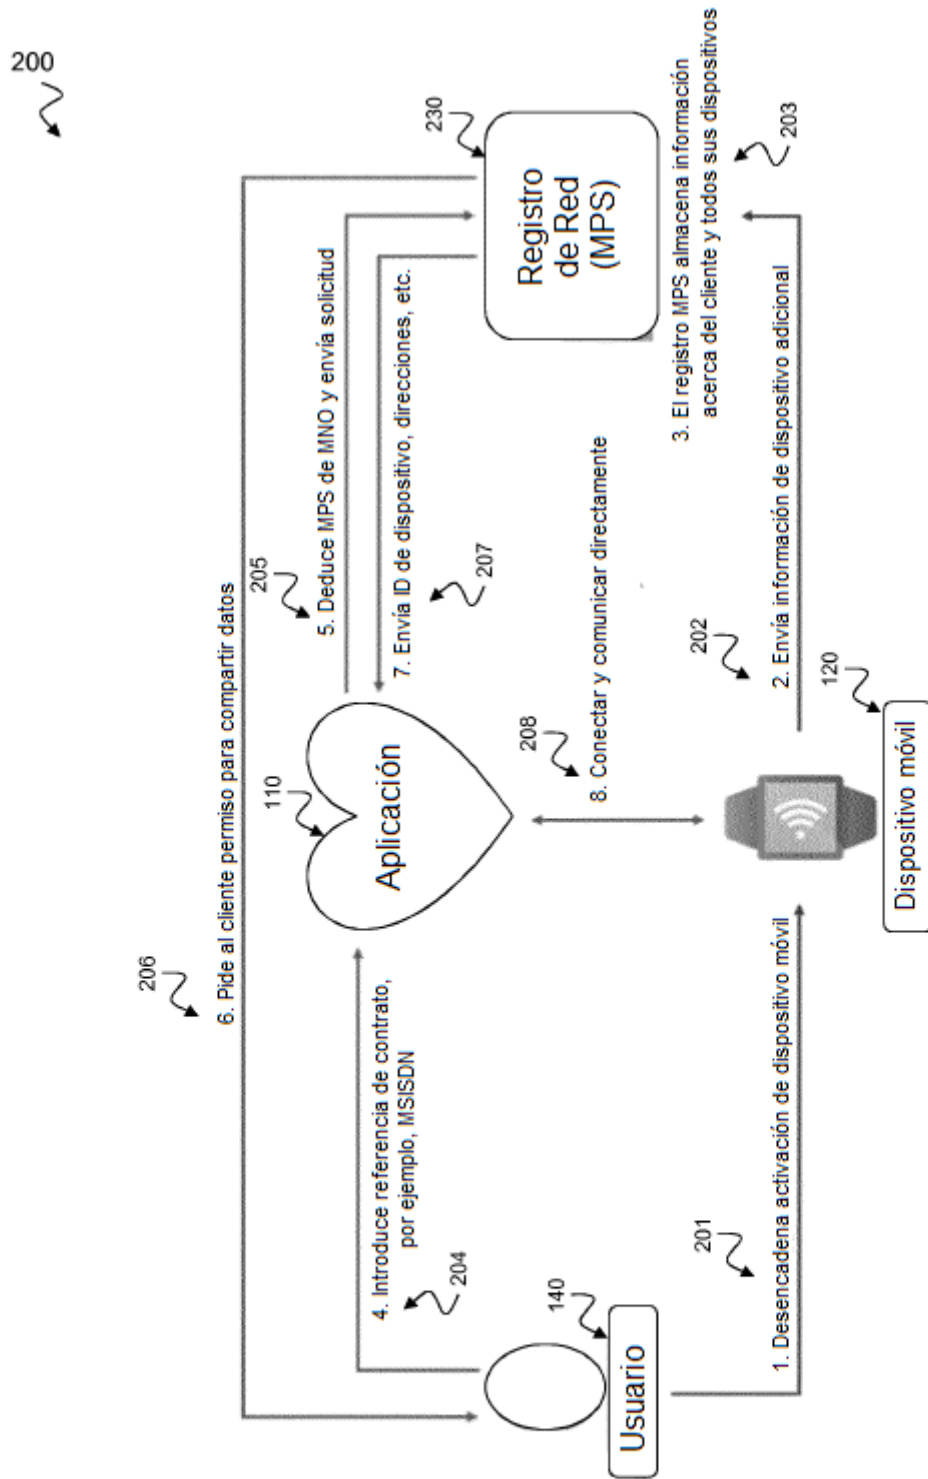 200
206
6. Pide al cliente permiso para compartir datos
205
5. Deduce MPS de MNO y envía solicitud
7. Envía ID de dispositivo, direcciones, etc.
207
110
Aplicación
230
Registro
de Red
(MPS)
4. Introduce referencia de contrato,
por ejemplo, MSISDN
204
140
Usuario
208
8. Conectar y comunicar directamente
3. El registro MPS almacena información
acerca del cliente y todos sus dispositivos
203
201
1. Desencadena activación de dispositivo móvil
202
2. Envía información de dispositivo adicional
120
Dispositivo móvil